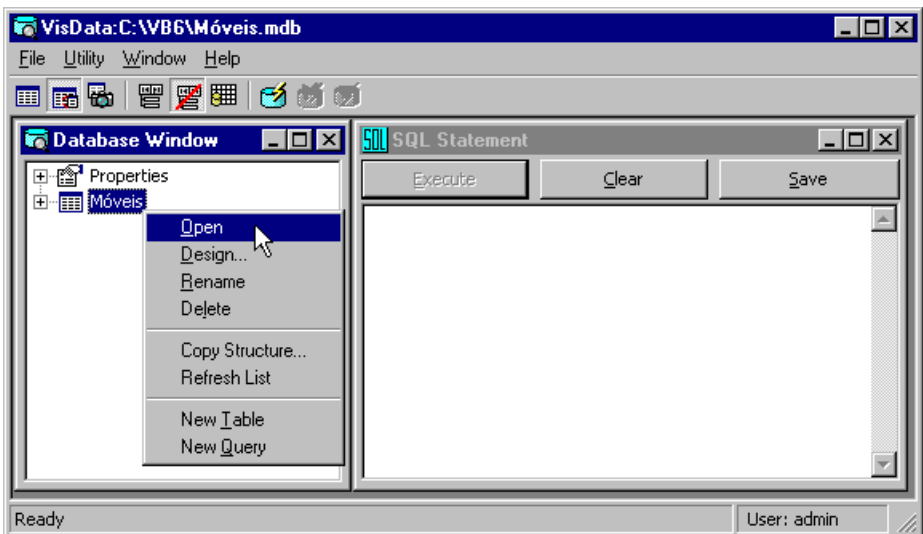 VisData:C:\VB6\Móveis.mdb
File Utility Window Help
Database Window
Properties
Móveis
Open
Design...
Rename
Delete
Copy Structure...
Refresh List
New Table
New Query
SQL SQL Statement
Execute Clear Save
Ready User: admin